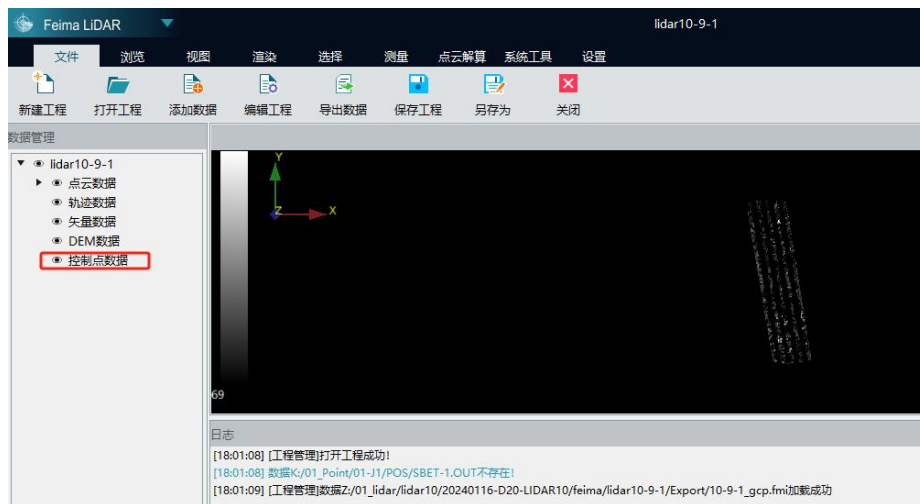 Feima LiDAR
lidar10-9-1
文件 浏览 视图 渲染 选择 测量 点云解算 系统工具 设置
新建工程 打开工程 添加数据 编辑工程 导出数据 保存工程 另存为 关闭
数据管理
lidar10-9-1
点云数据
轨迹数据
矢量数据
DEM数据
控制点数据
Y
Z X
69
日志
[18:01:08] [工程管理]打开工程成功!
[18:01:08] 数据K:/01_Point/01-J1/POS/SBET-1.OUT不存在!
[18:01:09] [工程管理]数据Z:/01_lidar/lidar10/20240116-D20-LIDAR10/feima/lidar10-9-1/Export/10-9-1_gcp.fmi加载成功